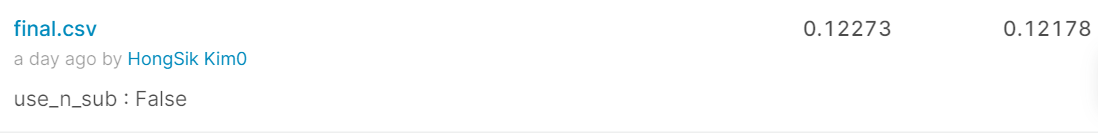 final.csv 0.12273 0.12178
a day ago by HongSik Kim0
use_n_sub : False